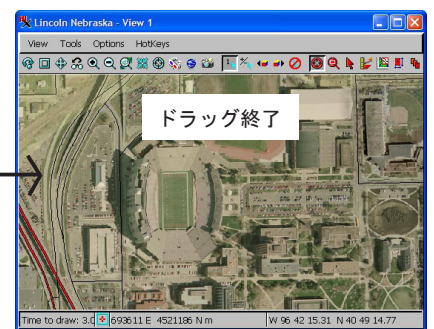 Lincoln Nebraska - View 1
View Tools Options HotKeys
ドラッグ終了
Time to draw: 3.0 693611 E 4521186 N m W 96 42 15.31 N 40 49 14.77